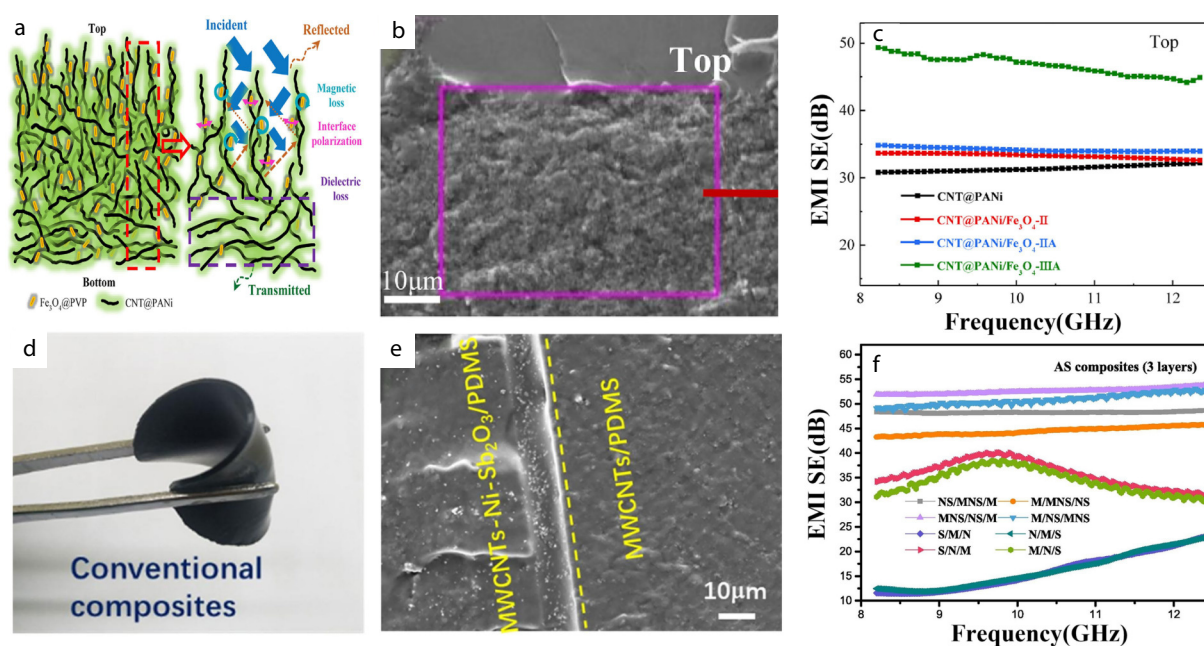 a
Top
Incident
Reflected
Magnetic
loss
Interface
polarization
Dielectric
loss
Bottom
Transmitted
Fe₃O₄@PVP
CNT@PANi
b
Top
10μm
c
Top
EMI SE(dB)
50
40
30
20
CNT@PANi
CNT@PANi/Fe₃O₄-II
CNT@PANi/Fe₃O₄-IIA
CNT@PANi/Fe₃O₄-IIIA
8
9
10
11
12
Frequency(GHz)
d
Conventional
composites
e
MWCNTs-Ni-Sb₂O₃/PDMS
MWCNTs/PDMS
10μm
f
AS composites (3 layers)
EMI SE(dB)
60
55
50
45
40
35
30
25
20
15
10
NS/MNS/M
M/MNS/NS
MNS/NS/M
M/NS/MNS
S/M/N
N/M/S
S/N/M
M/N/S
8
9
10
11
12
Frequency(GHz)